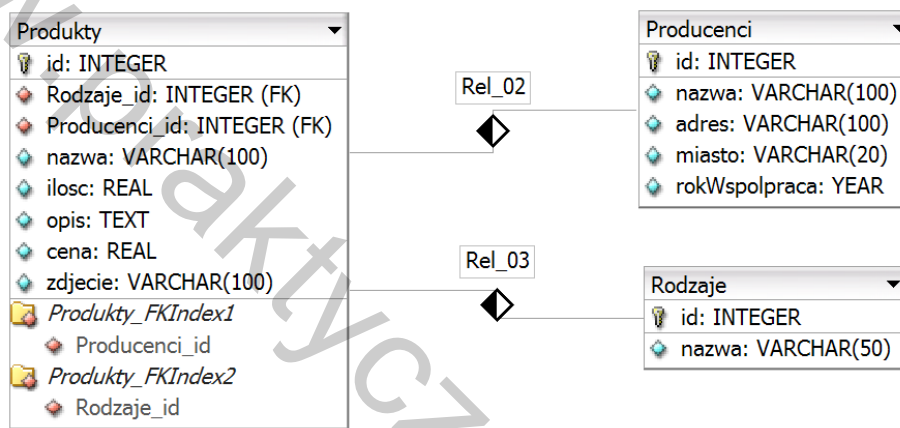 Produkty
id: INTEGER
Rodzaje_id: INTEGER (FK)
Producenci_id: INTEGER (FK)
nazwa: VARCHAR(100)
ilosc: REAL
opis: TEXT
cena: REAL
zdjecie: VARCHAR(100)
Produkty_FKIndex1
Producenci_id
Produkty_FKIndex2
Rodzaje_id
Rel_02
Rel_03
Producenci
id: INTEGER
nazwa: VARCHAR(100)
adres: VARCHAR(100)
miasto: VARCHAR(20)
rokWspolpraca: YEAR
Rodzaje
id: INTEGER
nazwa: VARCHAR(50)
w.praktycz